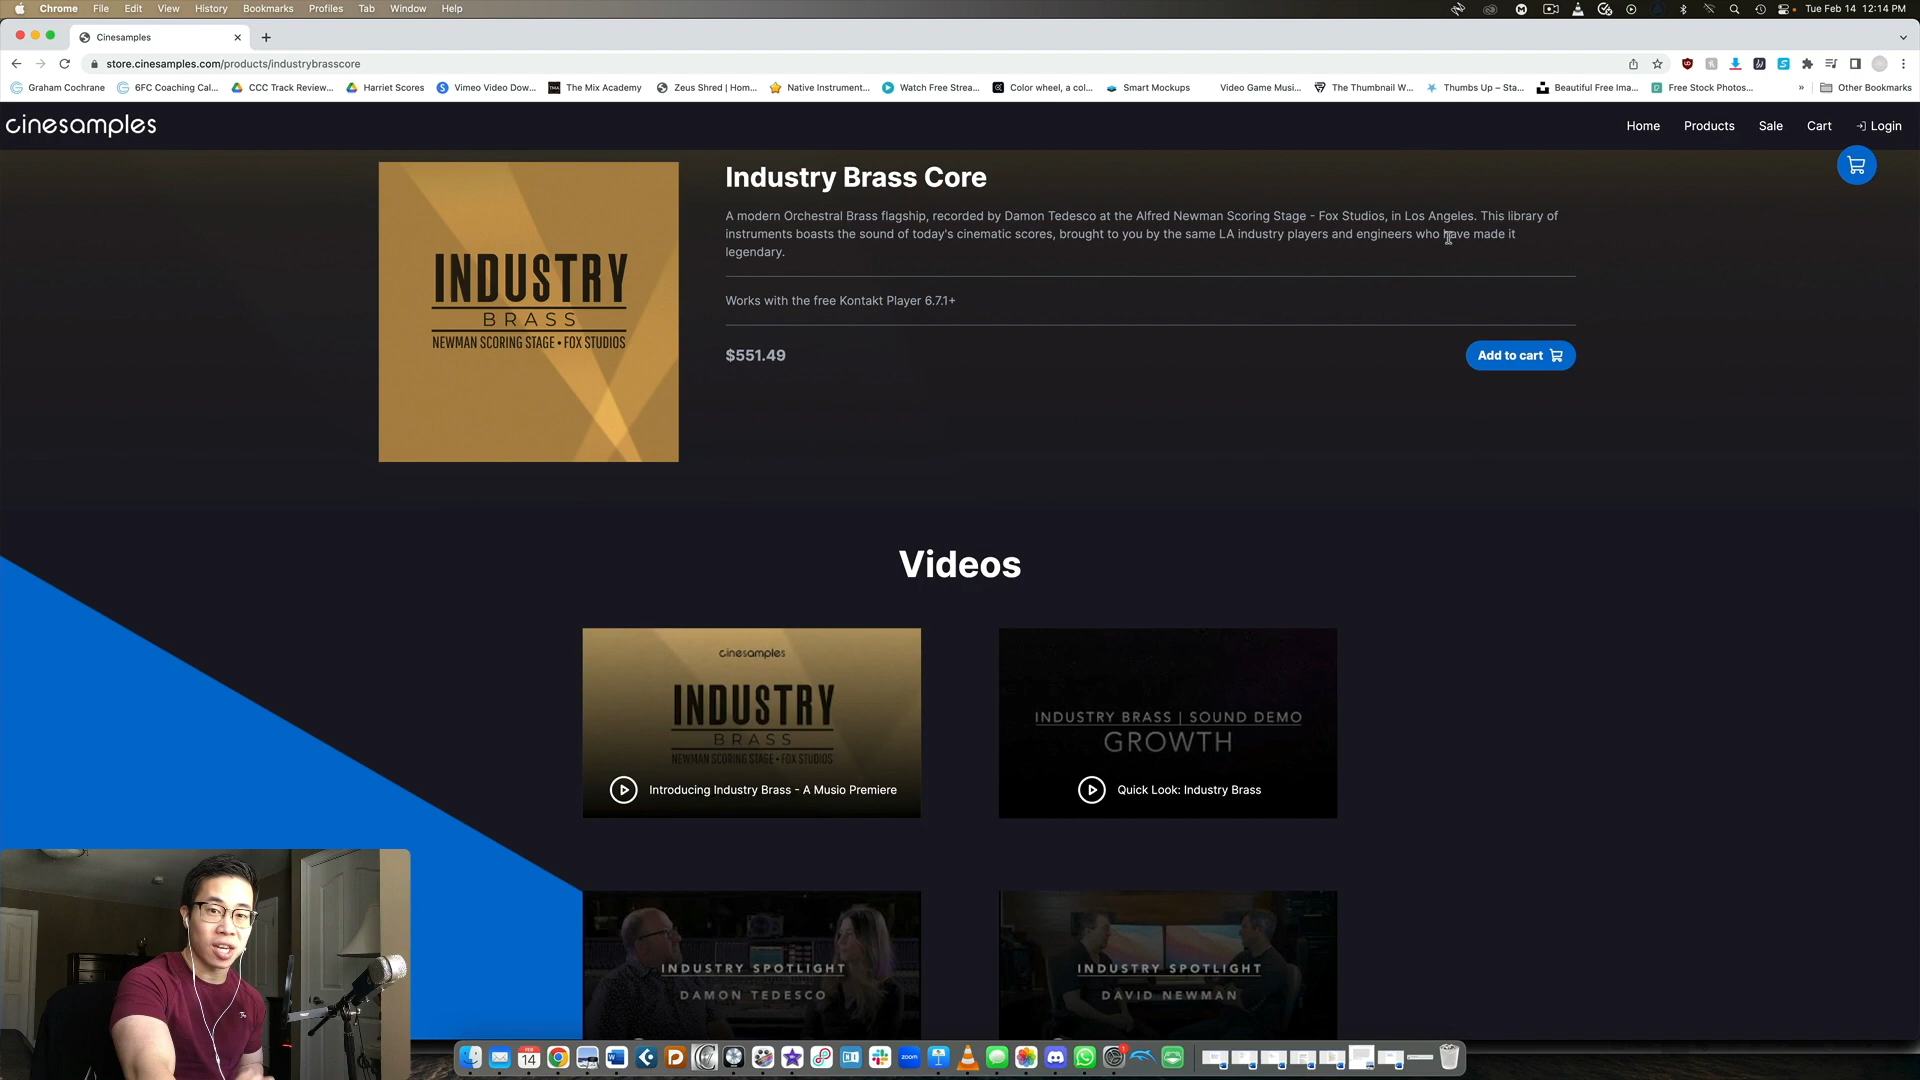 Chrome File Edit View History Bookmarks Profiles Tab Window Help
Tue Feb 14 12:14 PM
Cinesamples
store.cinesamples.com/products/industrybrasscore
Graham Cochrane 6FC Coaching Cal... CCC Track Review... Harriet Scores Vimeo Video Dow... The Mix Academy Zeus Shred | Hom... Native Instrument... Watch Free Strea... Color wheel, a col... Smart Mockups Video Game Musi... The Thumbnail W... Thumbs Up – Sta... Beautiful Free Ima... Free Stock Photos... » Other Bookmarks
cinesamples
Home Products Sale Cart Login
INDUSTRY
BRASS
NEWMAN SCORING STAGE • FOX STUDIOS
Industry Brass Core
A modern Orchestral Brass flagship, recorded by Damon Tedesco at the Alfred Newman Scoring Stage - Fox Studios, in Los Angeles. This library of
instruments boasts the sound of today's cinematic scores, brought to you by the same LA industry players and engineers who have made it
legendary.
Works with the free Kontakt Player 6.7.1+
$551.49
Add to cart
Videos
cinesamples
INDUSTRY
BRASS
NEWMAN SCORING STAGE • FOX STUDIOS
Introducing Industry Brass - A Musio Premiere
INDUSTRY BRASS | SOUND DEMO
GROWTH
Quick Look: Industry Brass
INDUSTRY SPOTLIGHT
DAMON TEDESCO
INDUSTRY SPOTLIGHT
DAVID NEWMAN
FEB
14
zoom